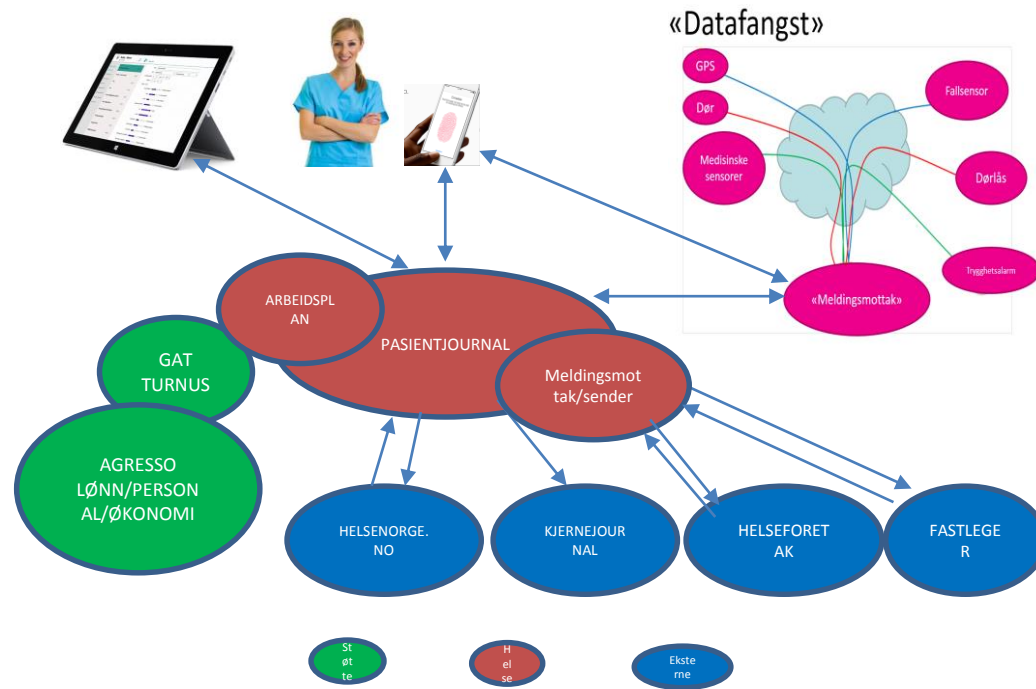 «Datafangst»
GPS
Dør
Medisinske
sensorer
Fallsensor
Dørlås
Trygghetsalarm
«Meldingsmottak»
ARBEIDSPL
AN
PASIENTJOURNAL
Meldingsmot
tak/sender
GAT
TURNUS
AGRESSO
LØNN/PERSON
AL/ØKONOMI
HELSENORGE.
NO
KJERNEJOUR
NAL
HELSEFORET
AK
FASTLEGE
R
St
øt
te
H
el
se
Ekste
rne